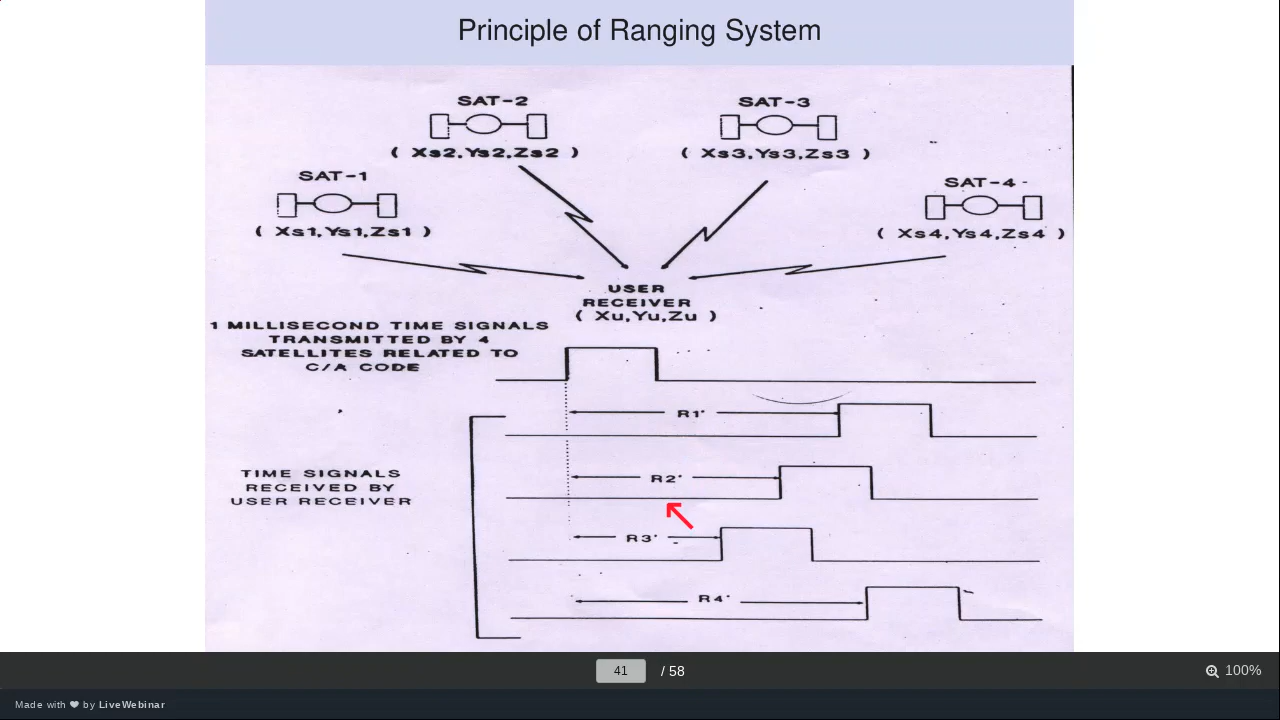 Principle of Ranging System
SAT-2
SAT-3
( Xs2,Ys2,Zs2 )
( Xs3,Ys3,Zs3 )
SAT-1
SAT-4
( Xs1,Ys1,Zs1 )
( Xs4,Ys4,Zs4 )
USER
RECEIVER
( Xu,Yu,Zu )
1 MILLISECOND TIME SIGNALS
TRANSMITTED BY 4
SATELLITES RELATED TO
C/A CODE
R1'
R2'
TIME SIGNALS
RECEIVED BY
USER RECEIVER
R3'
R4'
41 / 58
100%
Made with ❤ by LiveWebinar